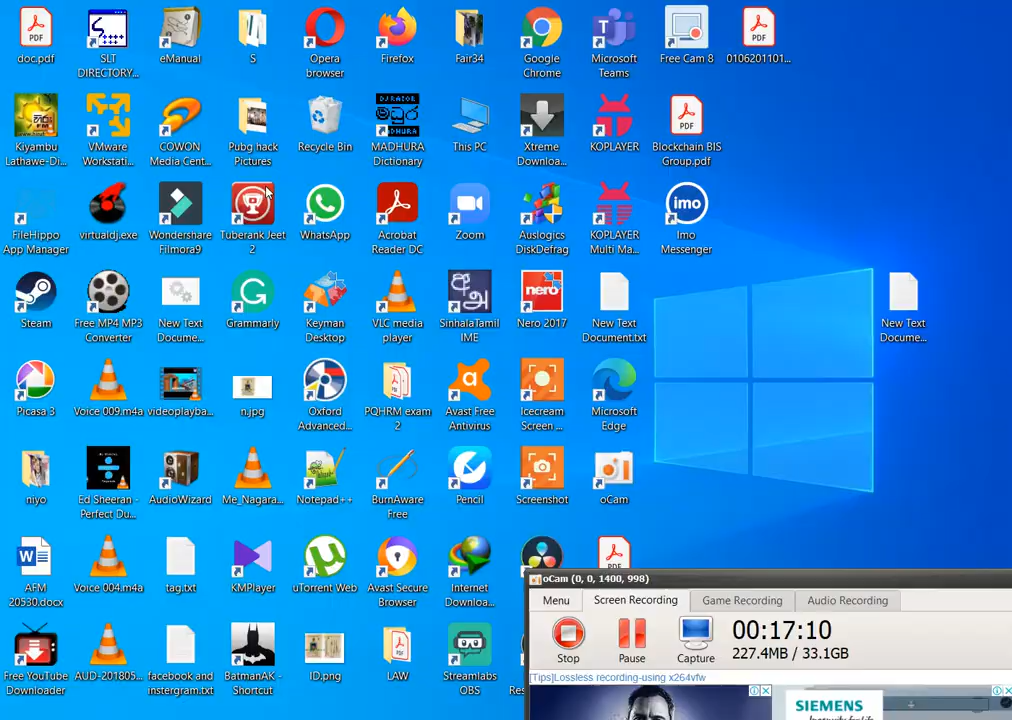 doc.pdf
SLT DIRECTORY...
eManual
S
Opera browser
Firefox
Fair34
Google Chrome
Microsoft Teams
Free Cam 8
0106201101...
Kiyambu Lathawe-Di...
VMware Workstati...
COWON Media Cent...
Pubg hack Pictures
Recycle Bin
MADHURA Dictionary
This PC
Xtreme Downloa...
KOPLAYER
Blockchain BIS Group.pdf
FileHippo App Manager
virtualdj.exe
Wondershare Filmora9
Tuberank Jeet 2
WhatsApp
Acrobat Reader DC
Zoom
Auslogics DiskDefrag
KOPLAYER Multi Ma...
imo
Imo Messenger
Steam
Free MP4 MP3 Converter
New Text Docume...
Grammarly
Keyman Desktop
VLC media player
SinhalaTamil IME
nero
Nero 2017
New Text Document.txt
New Text Docume...
Picasa 3
Voice 009.m4a
videoplayba...
n.jpg
Oxford Advanced...
PQHRM exam 2
Avast Free Antivirus
Icecream Screen ...
Microsoft Edge
niyo
Ed Sheeran - Perfect Du...
AudioWizard
Me_Nagara...
Notepad++
BurnAware Free
Pencil
Screenshot
oCam
AFM 20530.docx
Voice 004.m4a
tag.txt
KMPlayer
uTorrent Web
Avast Secure Browser
Internet Downloa...
Free YouTube Downloader
AUD-201805...
facebook and instergram.txt
BatmanAK - Shortcut
ID.png
LAW
Streamlabs OBS
oCam (0, 0, 1400, 998)
Menu
Screen Recording
Game Recording
Audio Recording
Stop
Pause
Capture
00:17:10
227.4MB / 33.1GB
[Tips]Lossless recording-using x264vfw
SIEMENS